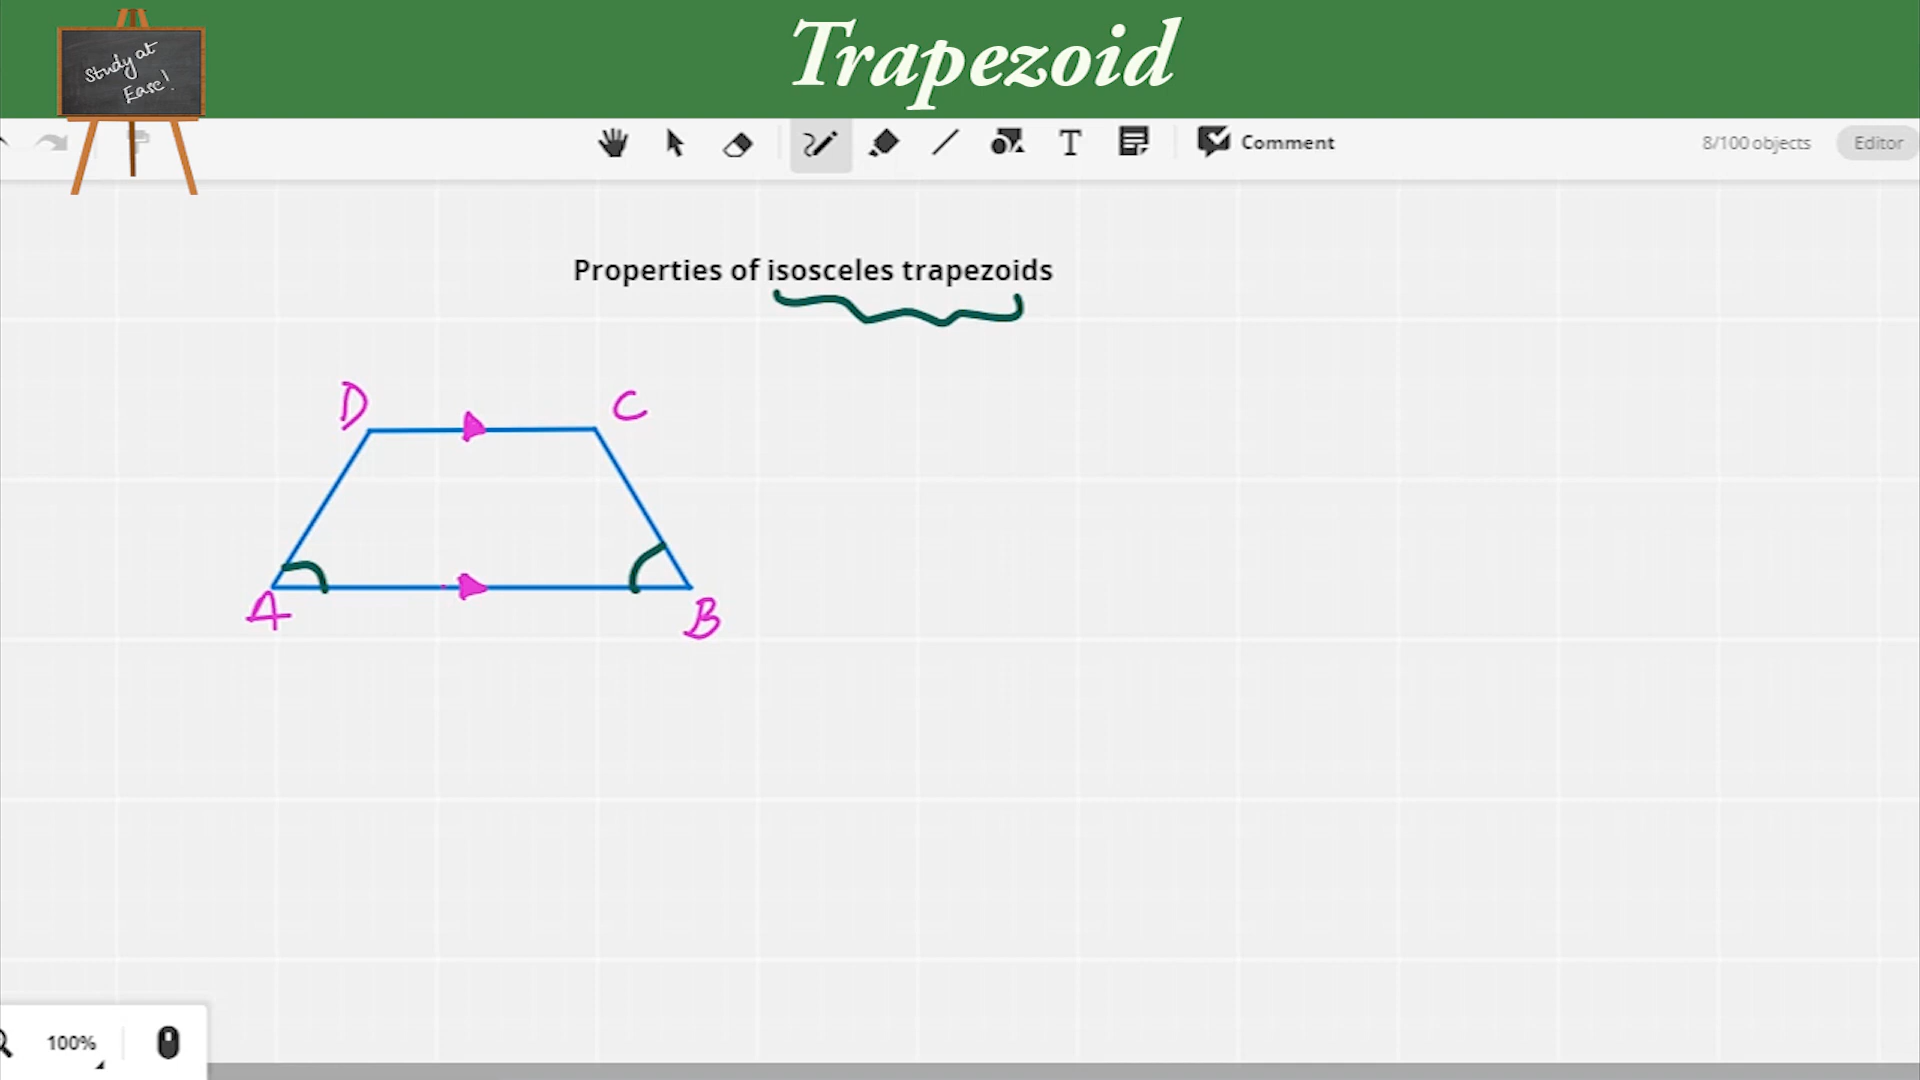 Trapezoid
Study at
Ease!
Comment
8/100 objects
Editor
Properties of isosceles trapezoids
D
C
A
B
100%